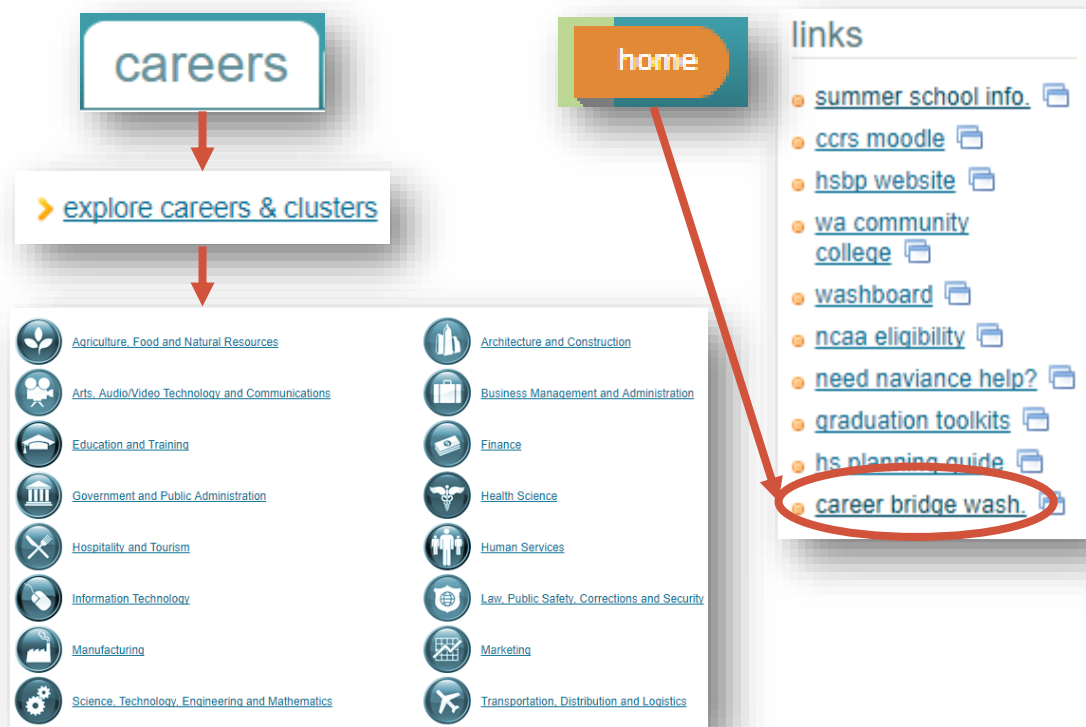 careers
explore careers & clusters
Agriculture, Food and Natural Resources
Architecture and Construction
Arts, Audio/Video Technology and Communications
Business Management and Administration
Education and Training
Finance
Government and Public Administration
Health Science
Hospitality and Tourism
Human Services
Information Technology
Law, Public Safety, Corrections and Security
Manufacturing
Marketing
Science, Technology, Engineering and Mathematics
Transportation, Distribution and Logistics
home
links
summer school info.
ccrs moodle
hsbp website
wa community
college
washboard
ncaa eligibility
need naviance help?
graduation toolkits
hs planning guide
career bridge wash.